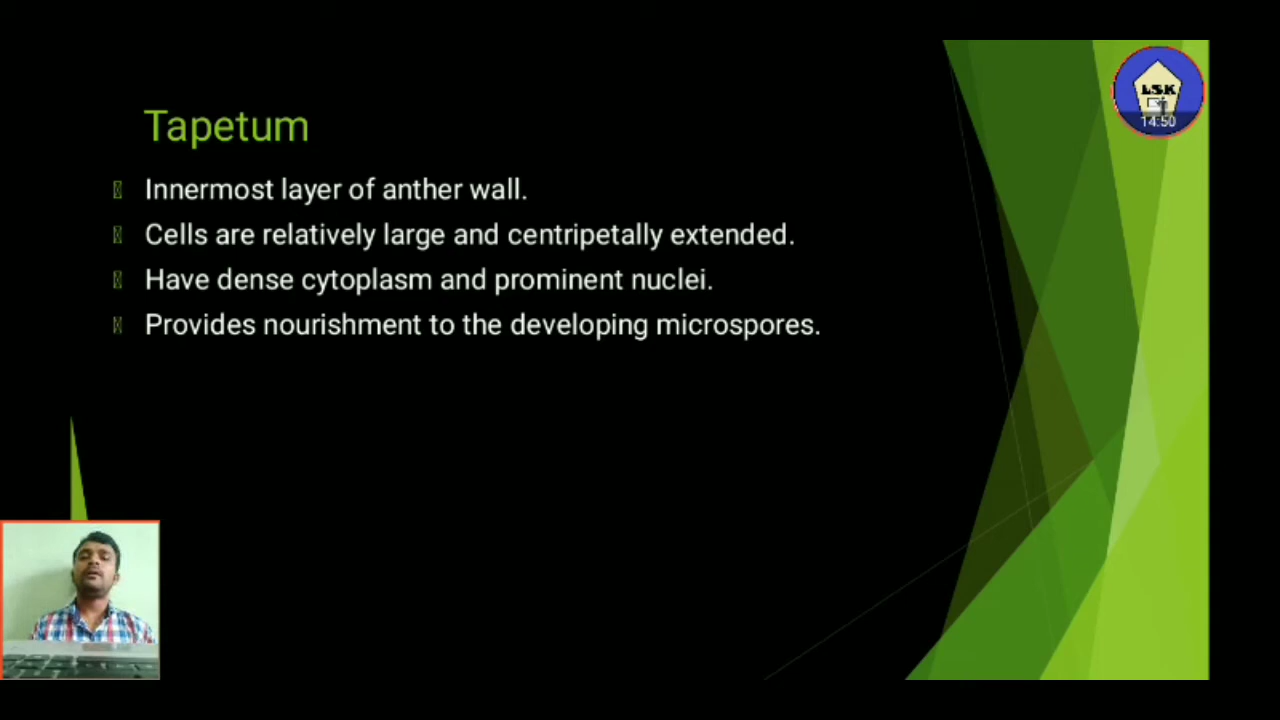 LSK
14:50
Tapetum
Innermost layer of anther wall.
Cells are relatively large and centripetally extended.
Have dense cytoplasm and prominent nuclei.
Provides nourishment to the developing microspores.